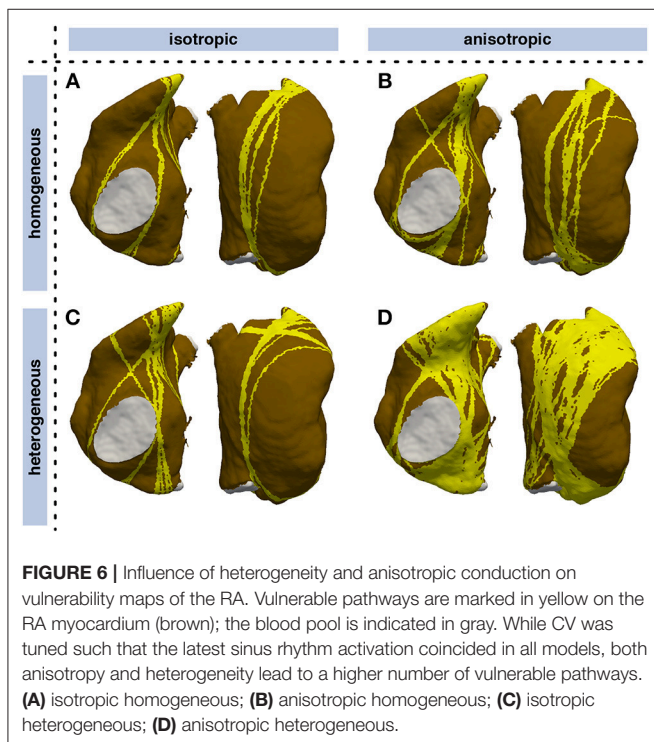 isotropic
anisotropic
homogeneous
A
B
heterogeneous
C
D
FIGURE 6 | Influence of heterogeneity and anisotropic conduction on
vulnerability maps of the RA. Vulnerable pathways are marked in yellow on the
RA myocardium (brown); the blood pool is indicated in gray. While CV was
tuned such that the latest sinus rhythm activation coincided in all models, both
anisotropy and heterogeneity lead to a higher number of vulnerable pathways.
(A) isotropic homogeneous; (B) anisotropic homogeneous; (C) isotropic
heterogeneous; (D) anisotropic heterogeneous.